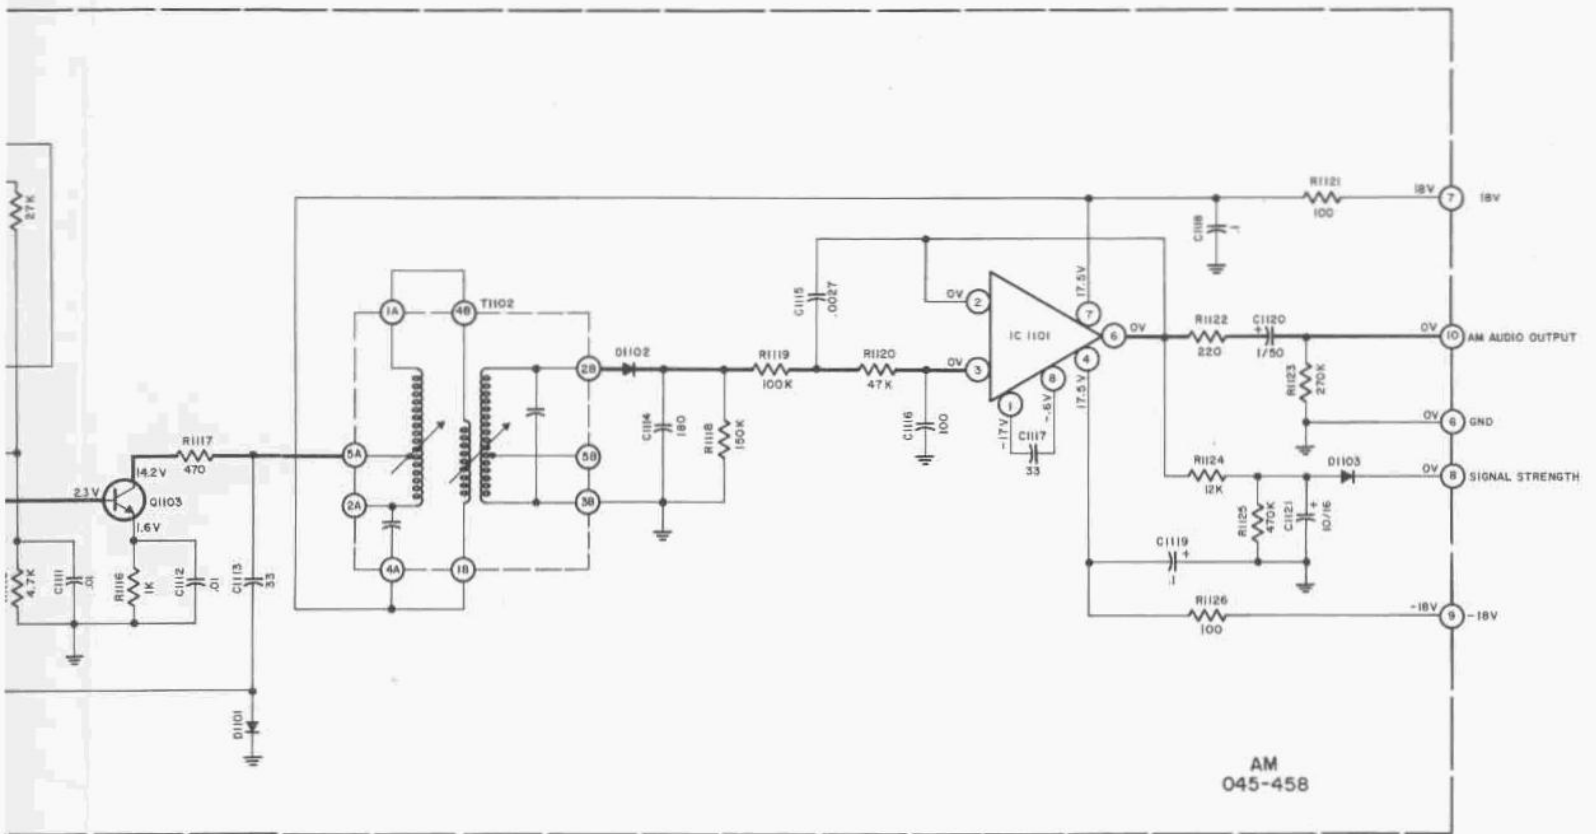 27K
R1121
100
18V
7
18V
C1118
.1
1A
4B
T1102
C1115
.0027
0V
2
17.5V
7
IC 1101
6
0V
R1122
220
C1120
+
1/50
0V
10
AM AUDIO OUTPUT
2B
D1102
R1119
100K
R1120
47K
0V
3
4
8
1
17.5V
-.6V
-17V
C1117
33
R1123
270K
0V
6
GND
C1114
180
R1118
150K
C1116
100
R1117
470
5A
5B
14.2V
2.3V
Q1103
1.6V
2A
3B
R1124
12K
D1103
0V
8
SIGNAL STRENGTH
R1125
470K
C1121
+
10/16
C1119
+
.1
4A
1B
4.7K
C1111
.01
R1116
1K
C1112
.01
C1113
33
R1126
100
-18V
9
-18V
D1101
AM
045-458